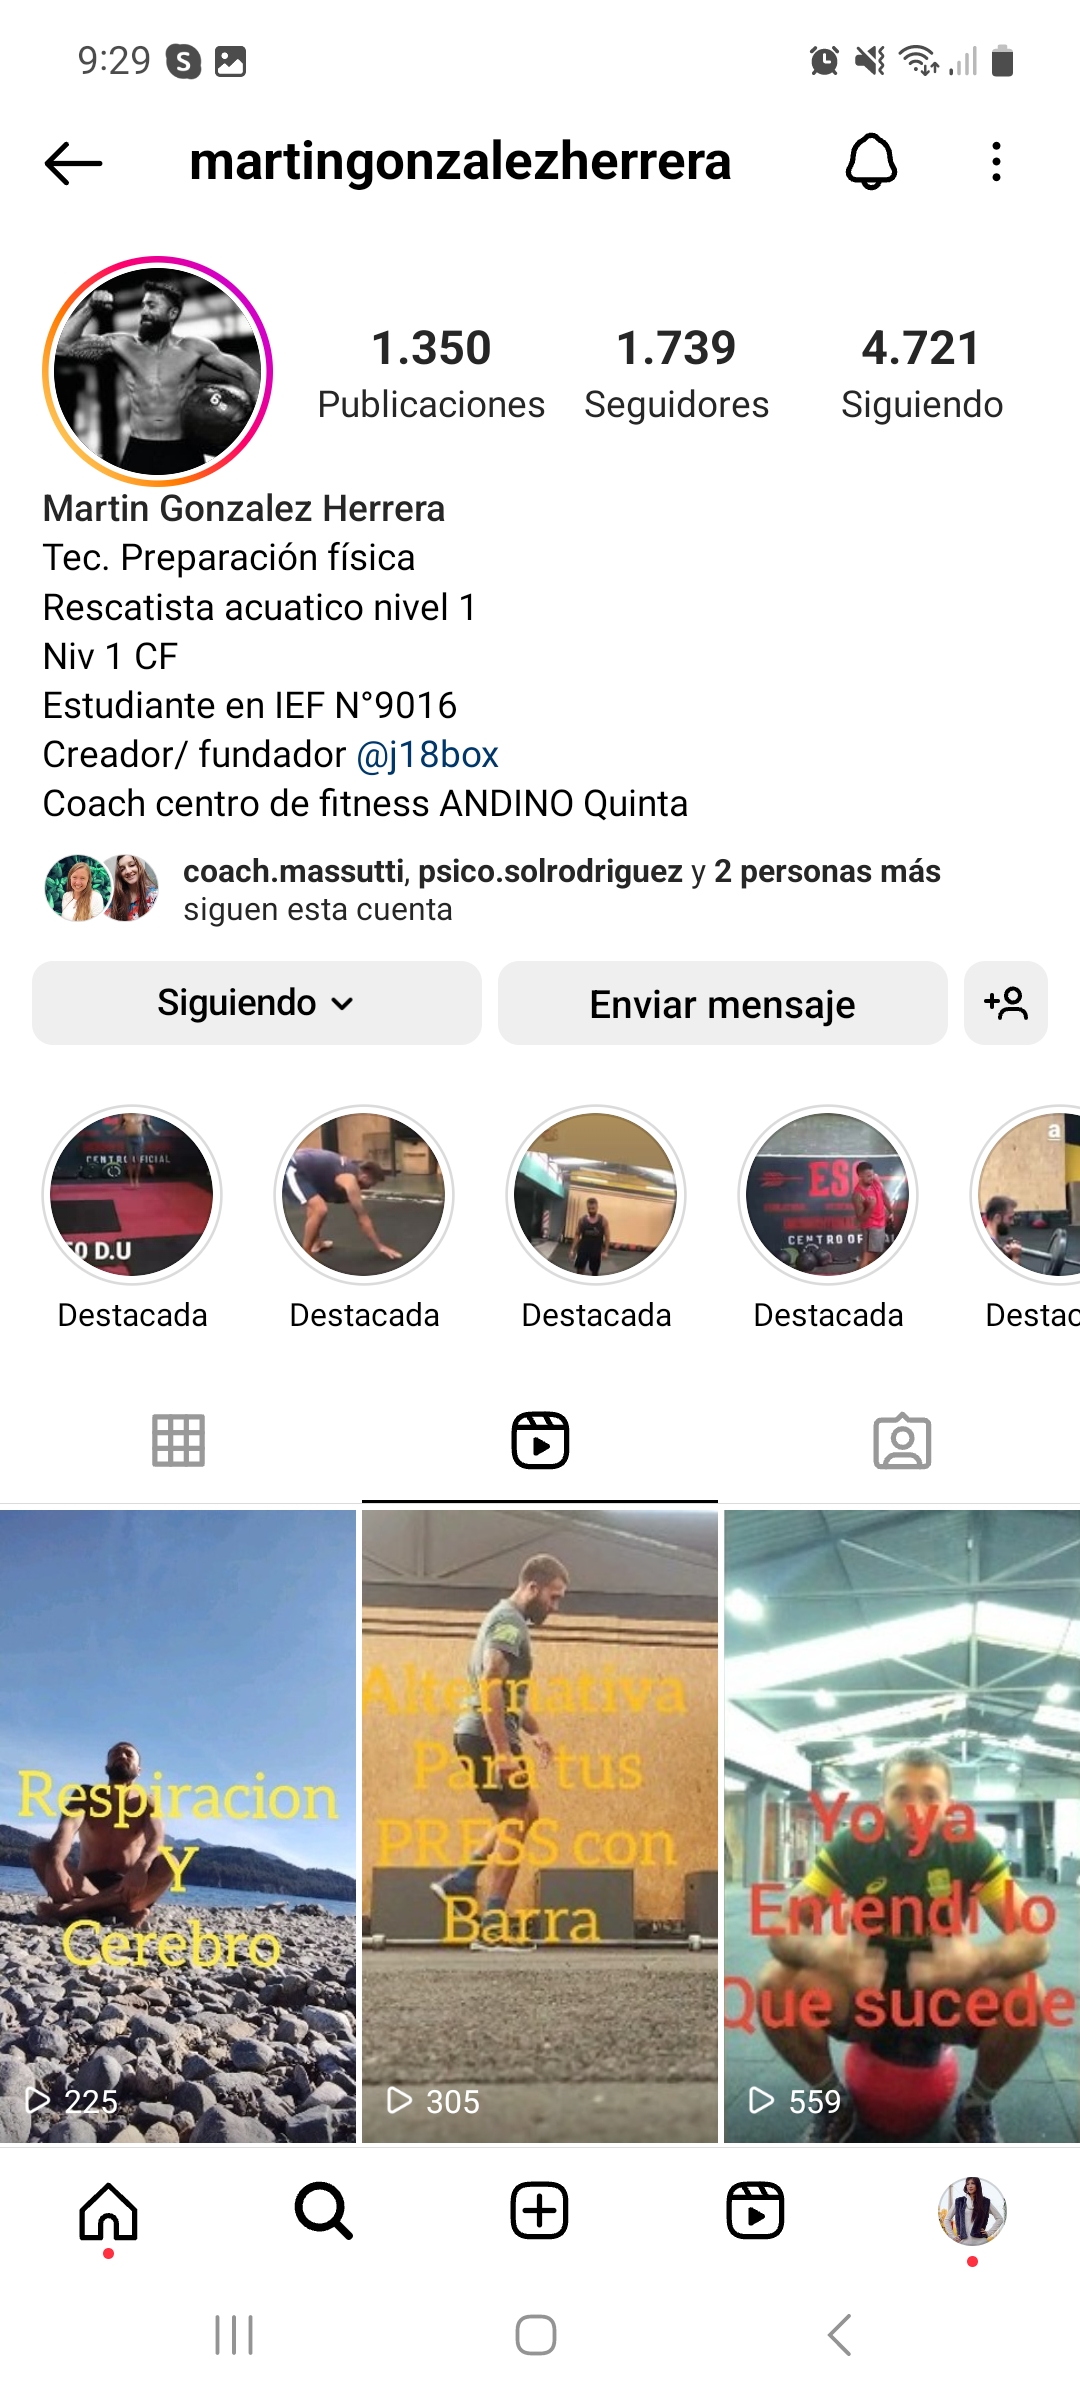 9:29
martingonzalezherrera
1.350
Publicaciones
1.739
Seguidores
4.721
Siguiendo
Martin Gonzalez Herrera
Tec. Preparación física
Rescatista acuatico nivel 1
Niv 1 CF
Estudiante en IEF N°9016
Creador/ fundador @j18box
Coach centro de fitness ANDINO Quinta
coach.massutti, psico.solrodriguez y 2 personas más
siguen esta cuenta
Siguiendo
Enviar mensaje
O D.U
ES
CENTRO OF
a
Destacada
Destacada
Destacada
Destacada
Destac
Respiracion
Y
Cerebro
225
Alternativa
Para tus
PRESS con
Barra
305
Yo ya
Entendí lo
Que sucede
559